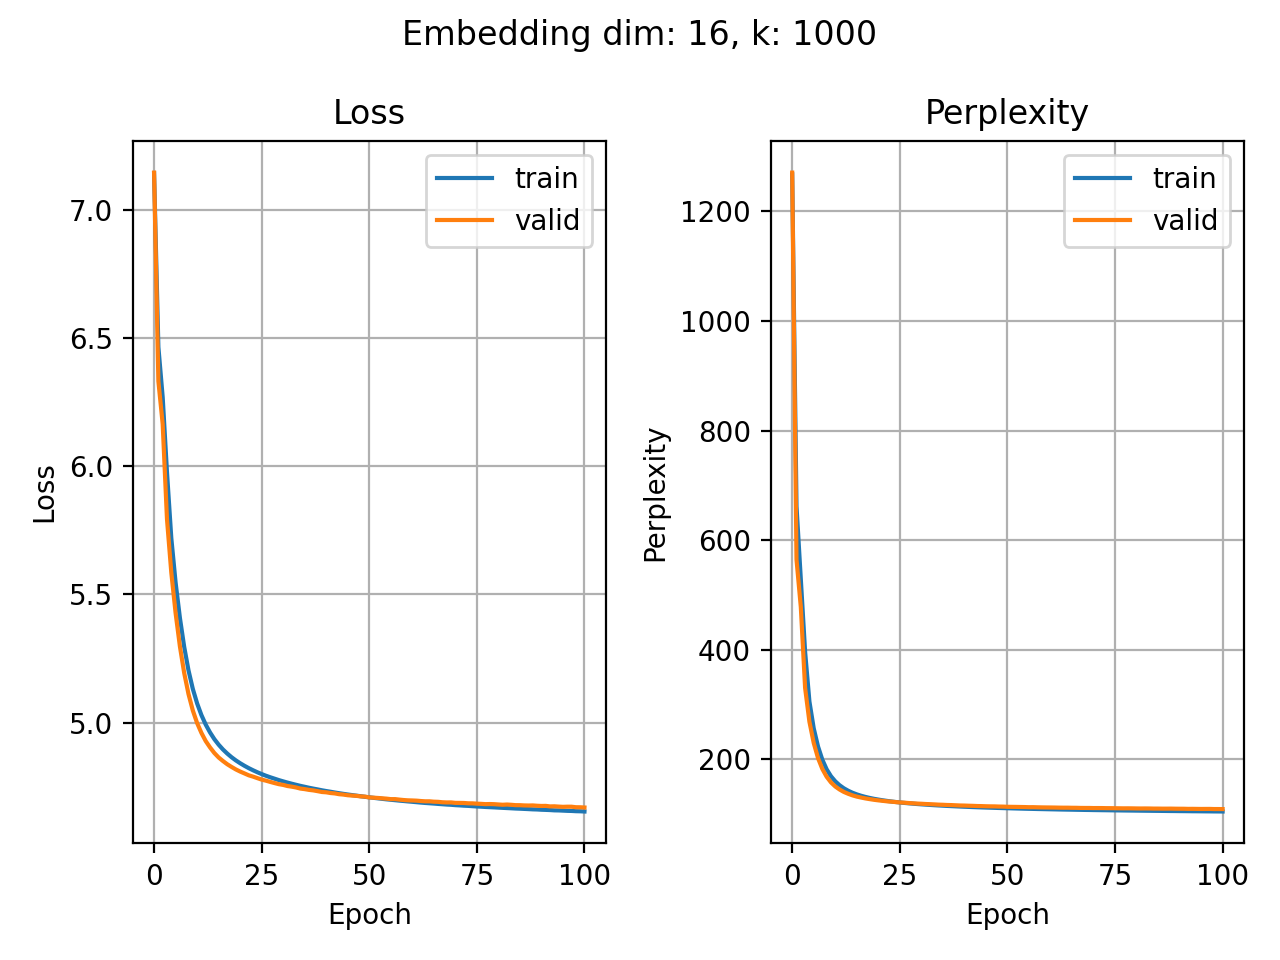 Embedding dim: 16, k: 1000
Loss
train
valid
7.0
6.5
6.0
5.5
5.0
Loss
0 25 50 75 100
Epoch
Perplexity
train
valid
1200
1000
800
600
400
200
Perplexity
0 25 50 75 100
Epoch